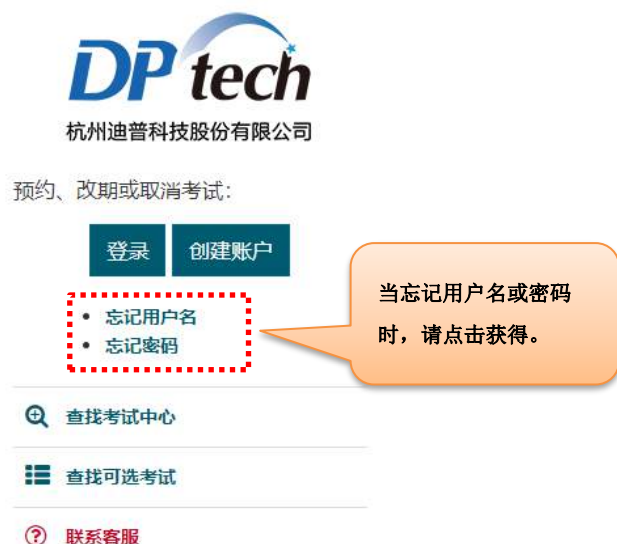 DPtech
杭州迪普科技股份有限公司
预约、改期或取消考试:
登录 创建账户
忘记用户名
忘记密码
当忘记用户名或密码
时，请点击获得。
查找考试中心
查找可选考试
联系客服